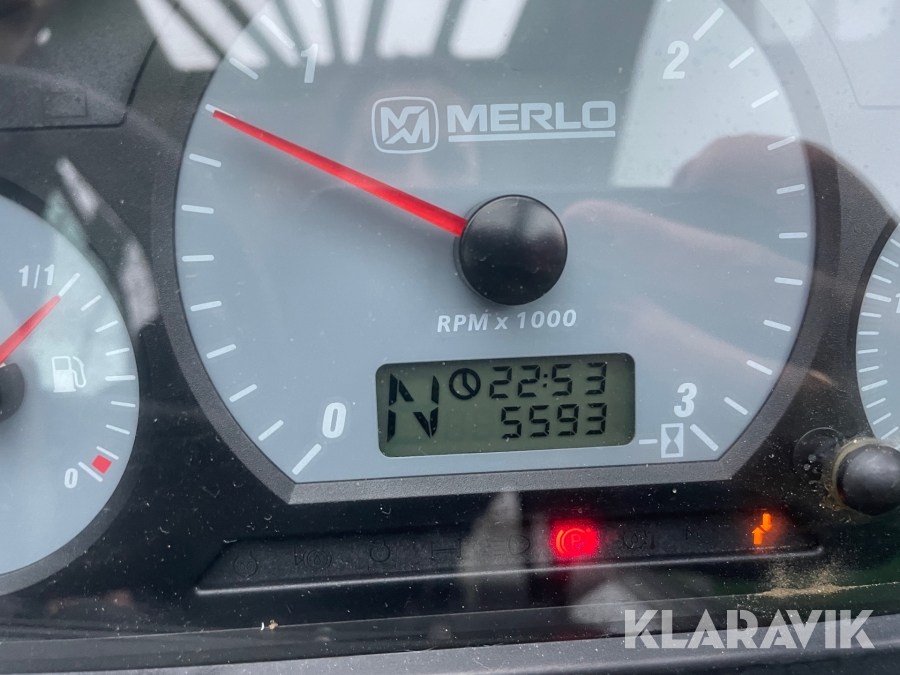 1
2
MERLO
1/1
RPM x 1000
N 22:53
5593
0
3
0
P
KLARAVIK